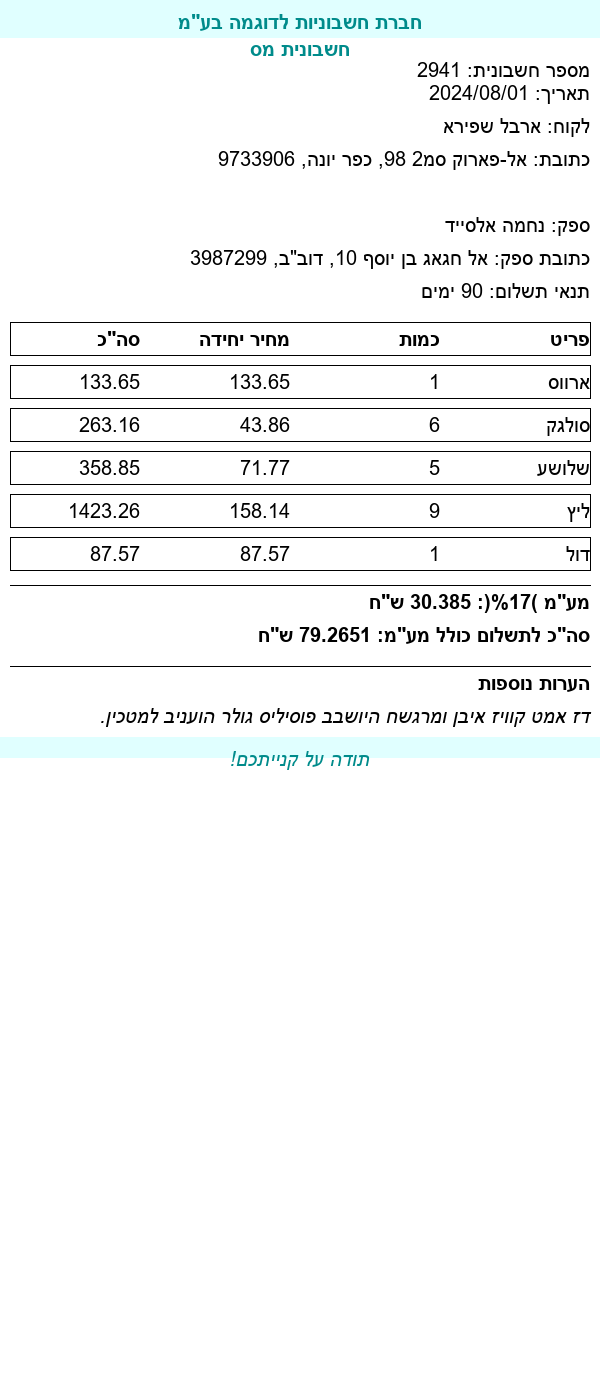 חברת חשבוניות לדוגמה בע"מ
חשבונית מס
מספר חשבונית: 2941
תאריך: 2024/08/01
לקוח: ארבל שפירא
כתובת: אל-פארוק סמ2 98, כפר יונה, 9733906
ספק: נחמה אלסייד
כתובת ספק: אל חגאג בן יוסף 10, דוב"ב, 3987299
תנאי תשלום: 90 ימים
פריט כמות מחיר יחידה סה"כ
ארווס 1 133.65 133.65
סולגק 6 43.86 263.16
שלושע 5 71.77 358.85
ליץ 9 158.14 1423.26
דול 1 87.57 87.57
מע"מ )17%(: 30.385 ש"ח
סה"כ לתשלום כולל מע"מ: 79.2651 ש"ח
הערות נוספות
דז אמט קוויז איבן ומרגשח היושבב פוסיליס גולר הועניב למטכין.
תודה על קנייתכם!